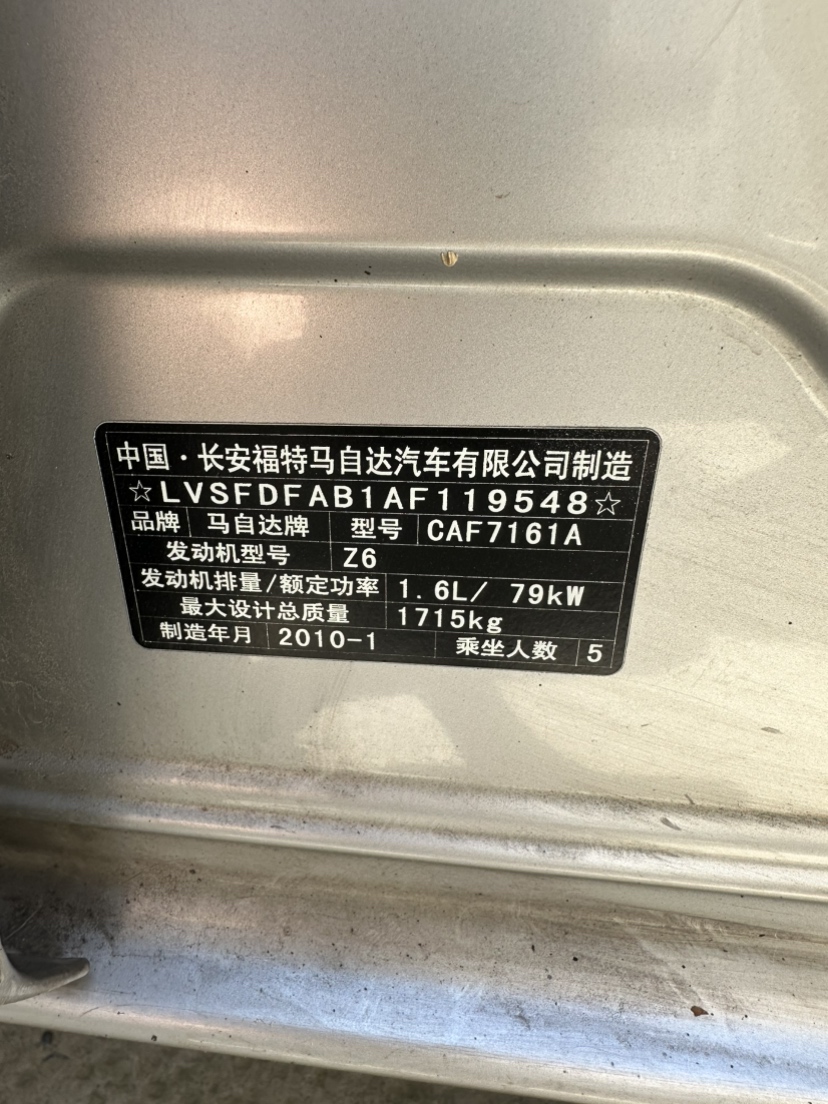 中国·长安福特马自达汽车有限公司制造
☆LVSFDFAB1AF119548☆
品牌 马自达牌 型号 CAF7161A
发动机型号 Z6
发动机排量/额定功率 1.6L/ 79kW
最大设计总质量 1715kg
制造年月 2010-1 乘坐人数 5